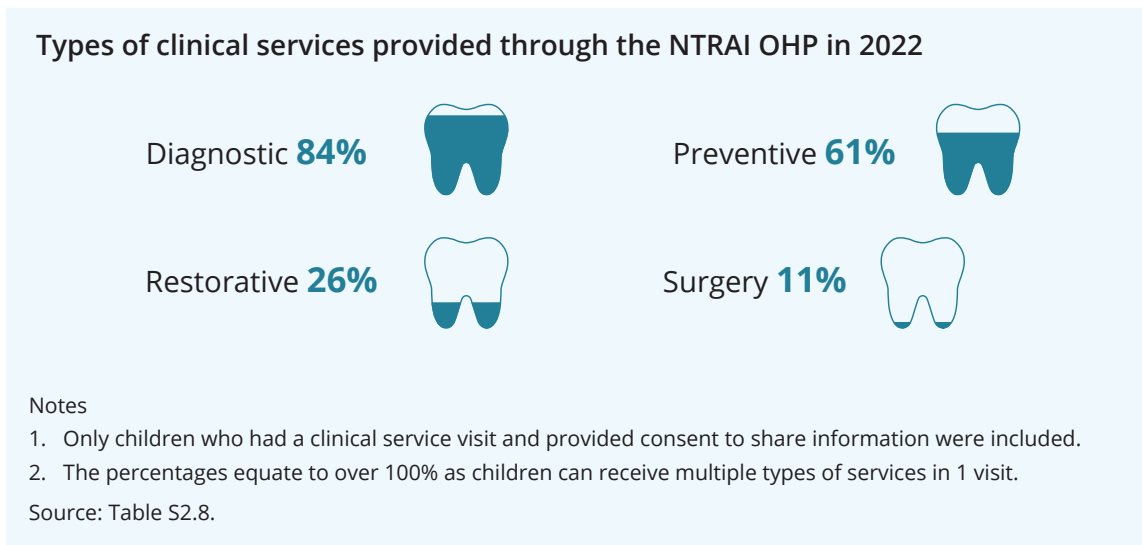 Types of clinical services provided through the NTRAI OHP in 2022
Diagnostic 84%
Preventive 61%
Restorative 26%
Surgery 11%
Notes
1. Only children who had a clinical service visit and provided consent to share information were included.
2. The percentages equate to over 100% as children can receive multiple types of services in 1 visit.
Source: Table S2.8.